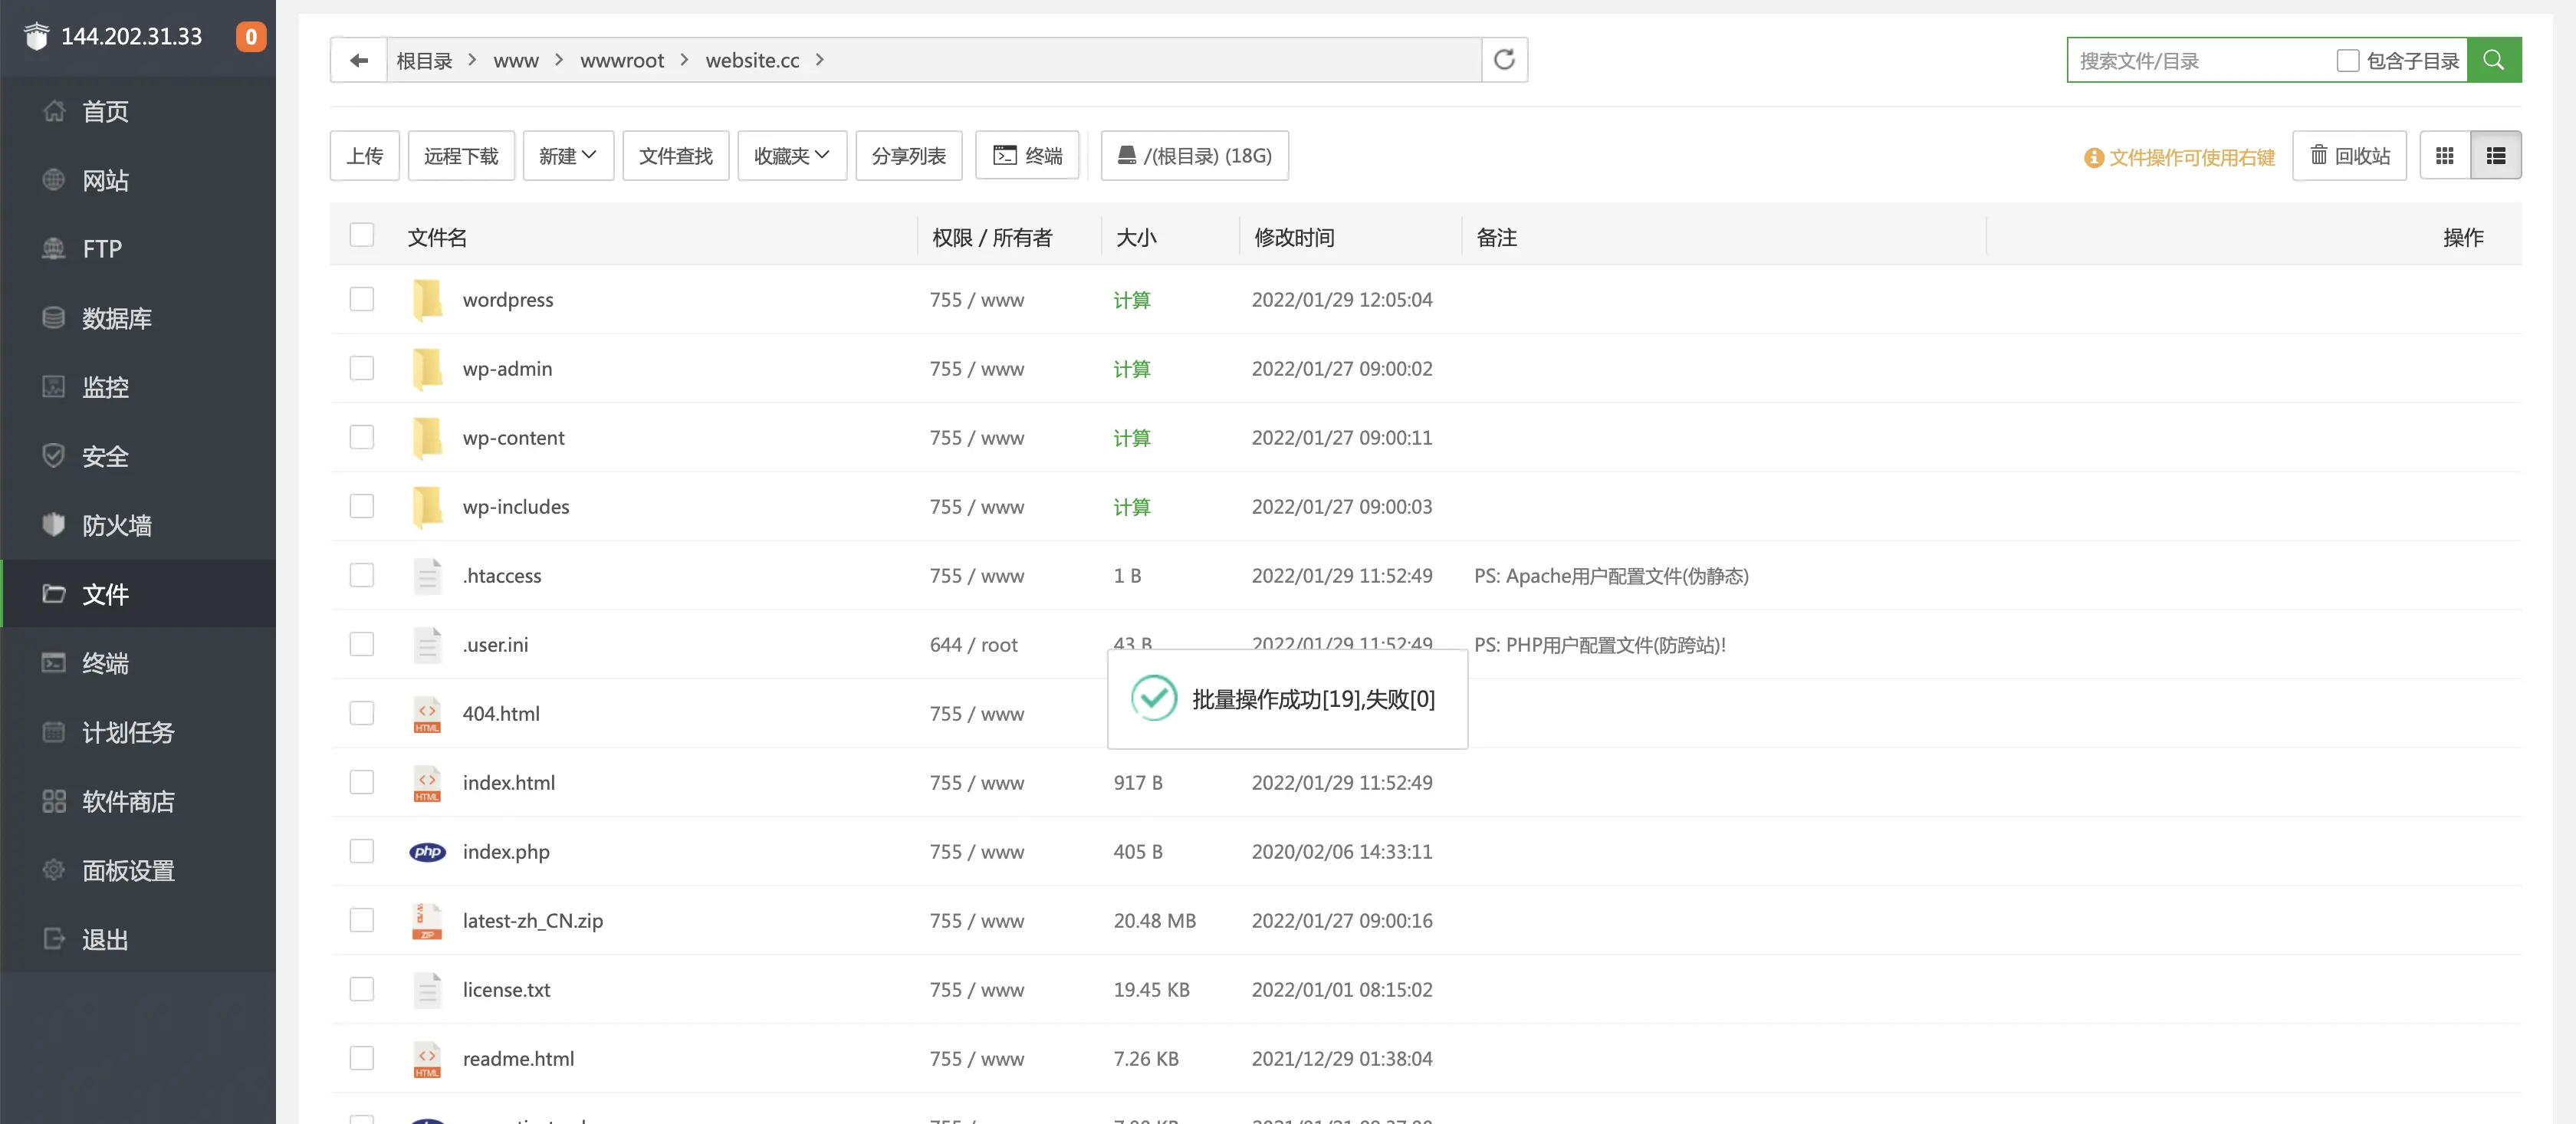 144.202.31.33 0
首页
网站
FTP
数据库
监控
安全
防火墙
文件
终端
计划任务
软件商店
面板设置
退出
根目录 > www > wwwroot > website.cc >
搜索文件/目录 包含子目录
上传 远程下载 新建 文件查找 收藏夹 分享列表 终端 /(根目录) (18G) 文件操作可使用右键 回收站
文件名 权限 / 所有者 大小 修改时间 备注 操作
wordpress 755 / www 计算 2022/01/29 12:05:04
wp-admin 755 / www 计算 2022/01/27 09:00:02
wp-content 755 / www 计算 2022/01/27 09:00:11
wp-includes 755 / www 计算 2022/01/27 09:00:03
.htaccess 755 / www 1 B 2022/01/29 11:52:49 PS: Apache用户配置文件(伪静态)
.user.ini 644 / root 43 B 2022/01/29 11:52:49 PS: PHP用户配置文件(防跨站)!
批量操作成功[19],失败[0]
HTML 404.html 755 / www
HTML index.html 755 / www 917 B 2022/01/29 11:52:49
php index.php 755 / www 405 B 2020/02/06 14:33:11
ZIP latest-zh_CN.zip 755 / www 20.48 MB 2022/01/27 09:00:16
license.txt 755 / www 19.45 KB 2022/01/01 08:15:02
HTML readme.html 755 / www 7.26 KB 2021/12/29 01:38:04